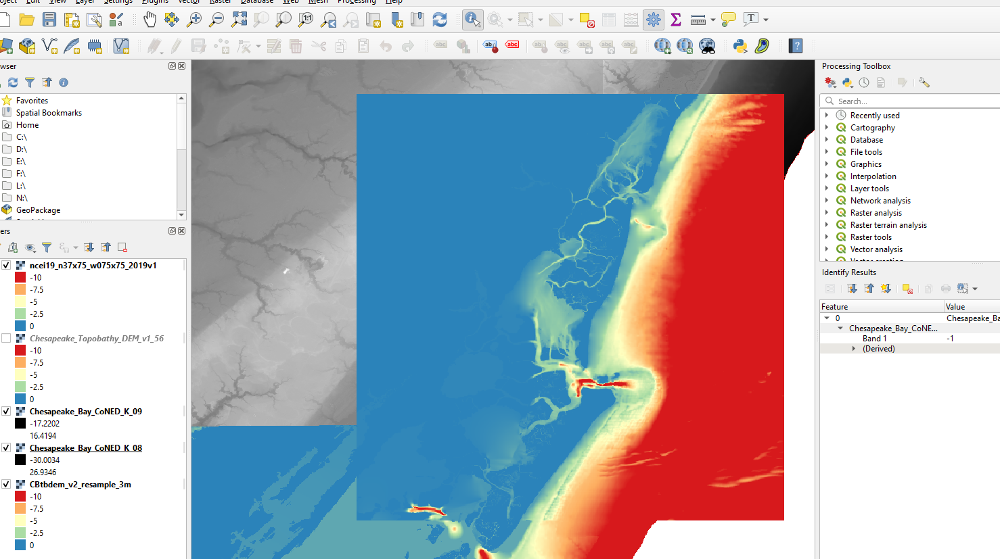 Edit View Layer Settings Plugins Vector Raster Database Web Mesh Processing Help
wser
Favorites
Spatial Bookmarks
Home
C:\
D:\
E:\
F:\
L:\
N:\
GeoPackage
ers
ncei19_n37x75_w075x75_2019v1
-10
-7.5
-5
-2.5
0
Chesapeake_Topobathy_DEM_v1_56
-10
-7.5
-5
-2.5
0
Chesapeake_Bay_CoNED_K_09
-17.2202
16.4194
Chesapeake_Bay_CoNED_K_08
-30.0034
26.9346
CBtbdem_v2_resample_3m
-10
-7.5
-5
-2.5
0
Processing Toolbox
Search...
Recently used
Cartography
Database
File tools
Graphics
Interpolation
Layer tools
Network analysis
Raster analysis
Raster terrain analysis
Raster tools
Vector analysis
Vector creation
Identify Results
Feature Value
0 Chesapeake_Ba
Chesapeake_Bay_CoNE...
Band 1 -1
(Derived)